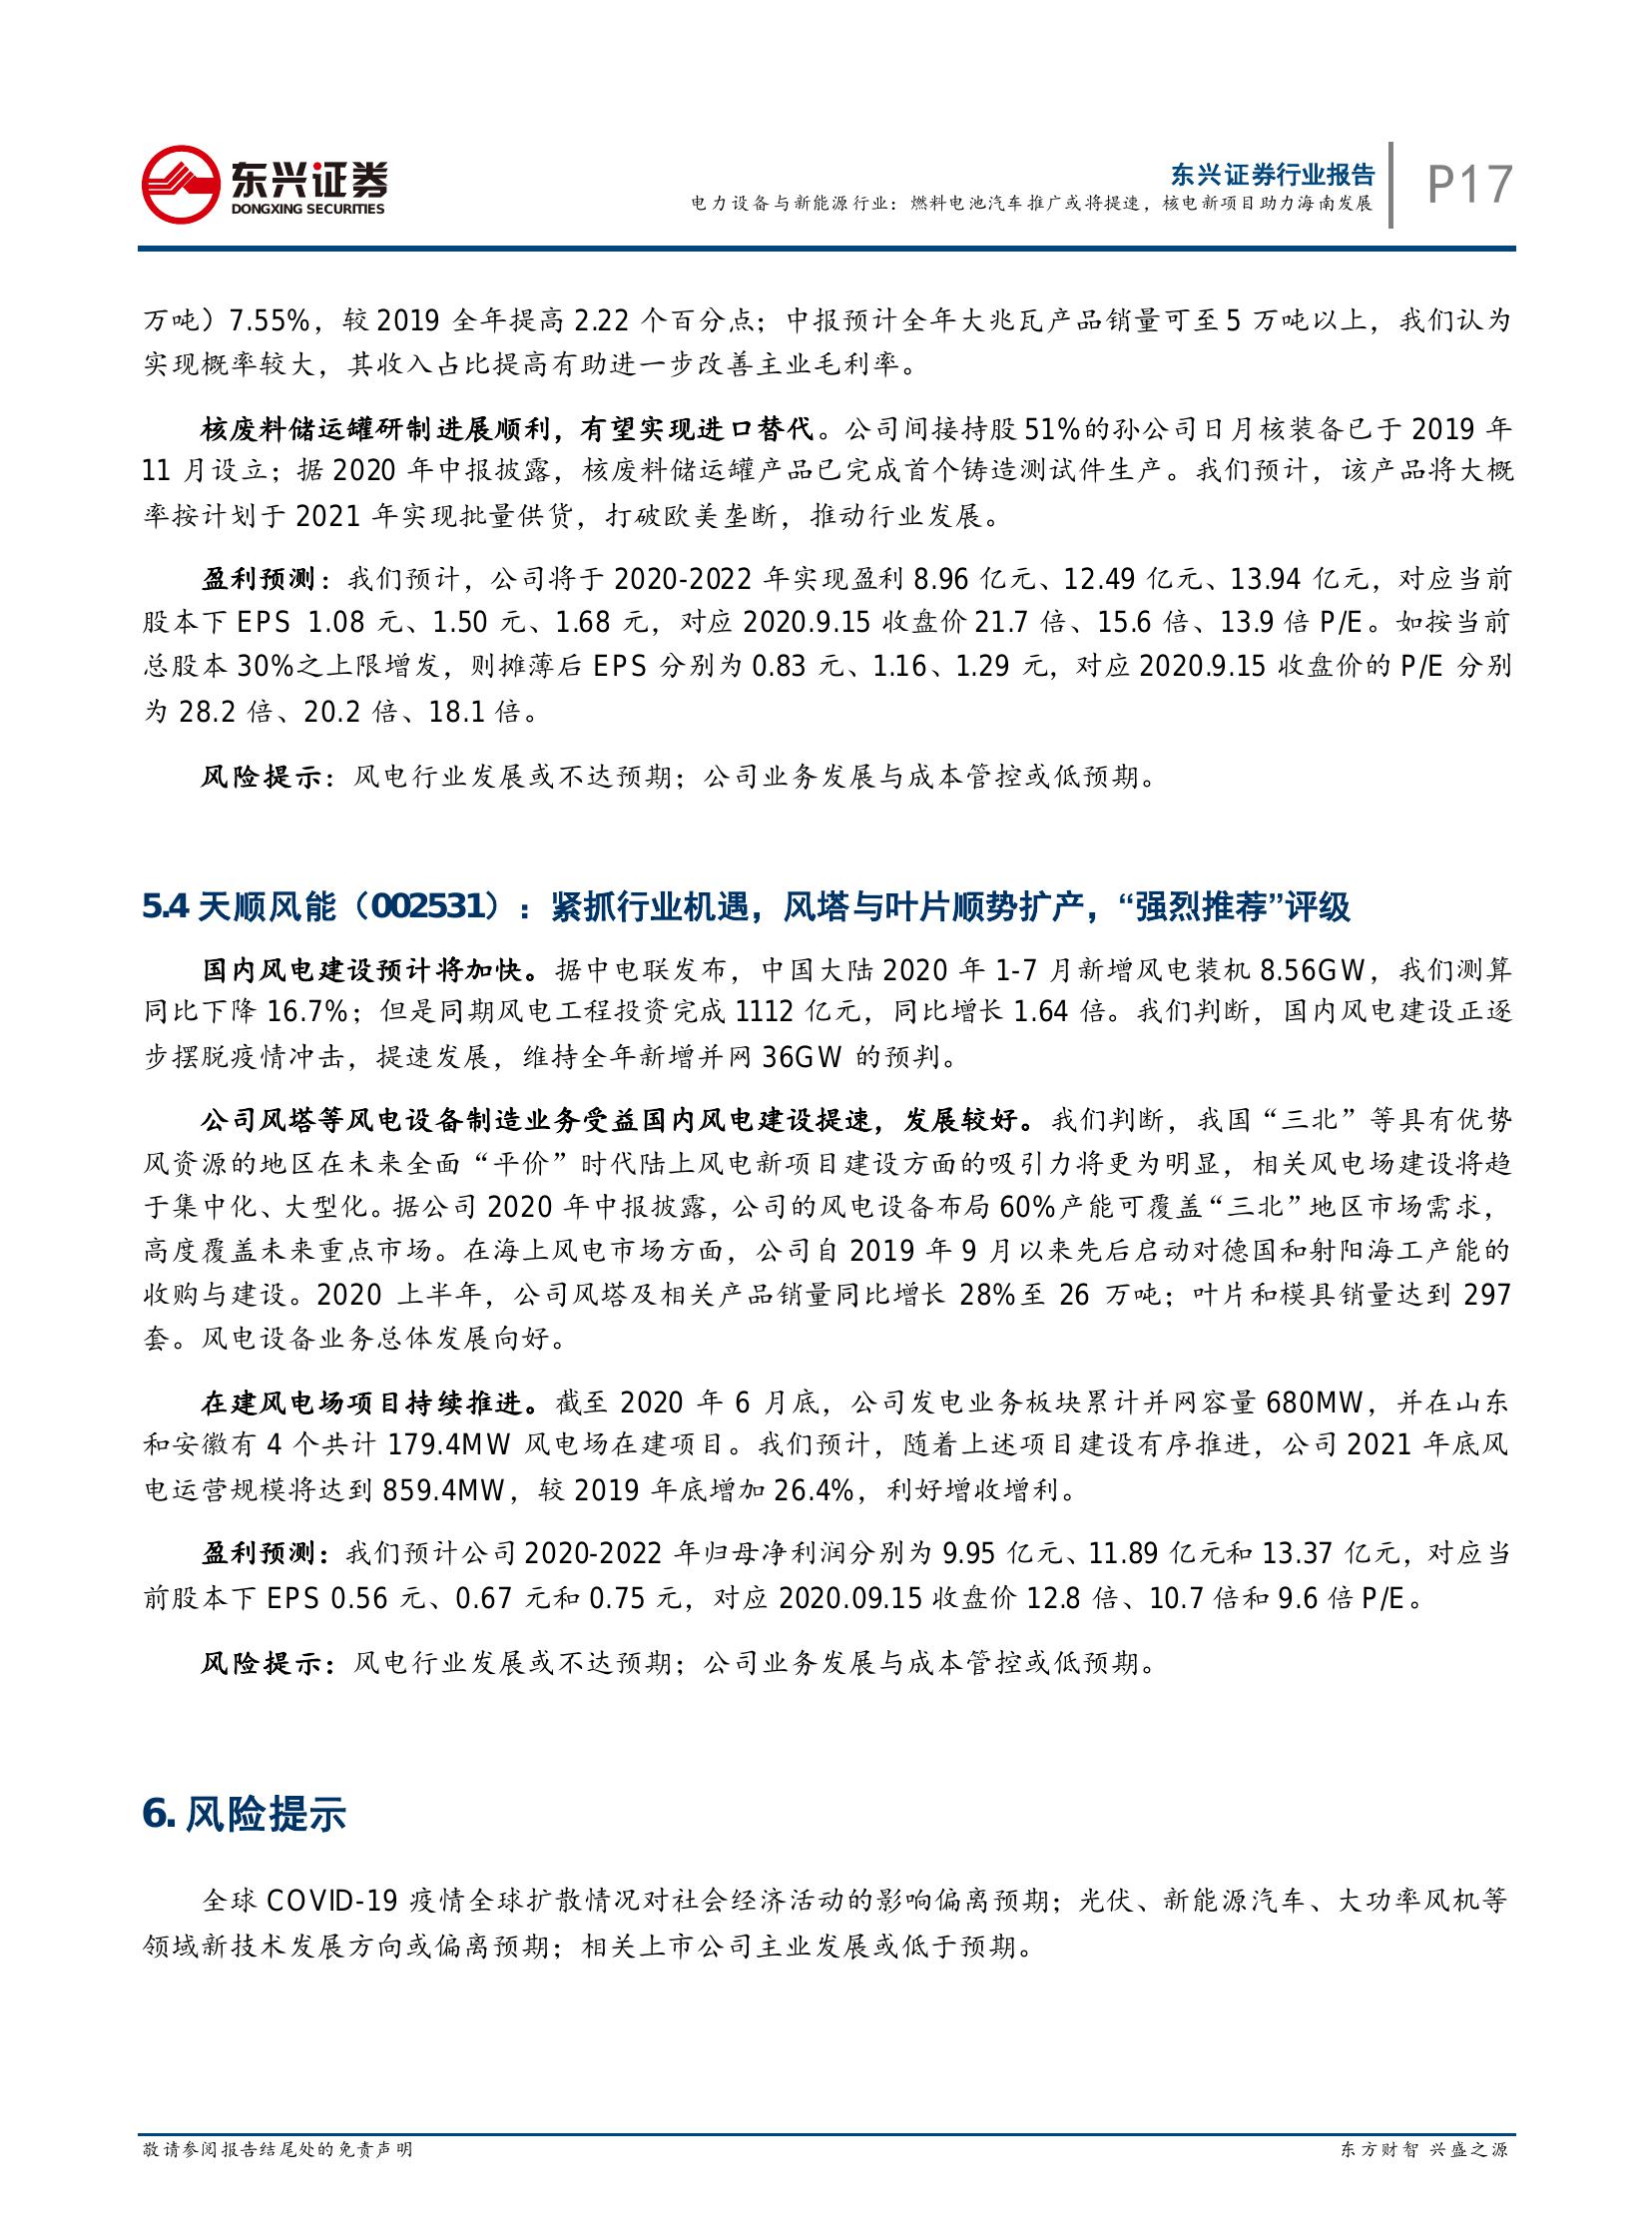 东兴证券
DONGXING SECURITIES
东兴证券行业报告
电力设备与新能源行业：燃料电池汽车推广或将提速，核电新项目助力海南发展
P17
万吨）7.55%，较 2019 全年提高 2.22 个百分点；中报预计全年大兆瓦产品销量可至 5 万吨以上，我们认为
实现概率较大，其收入占比提高有助进一步改善主业毛利率。
核废料储运罐研制进展顺利，有望实现进口替代。公司间接持股 51%的孙公司日月核装备已于 2019 年
11 月设立；据 2020 年中报披露，核废料储运罐产品已完成首个铸造测试件生产。我们预计，该产品将大概
率按计划于 2021 年实现批量供货，打破欧美垄断，推动行业发展。
盈利预测：我们预计，公司将于 2020-2022 年实现盈利 8.96 亿元、12.49 亿元、13.94 亿元，对应当前
股本下 EPS 1.08 元、1.50 元、1.68 元，对应 2020.9.15 收盘价 21.7 倍、15.6 倍、13.9 倍 P/E。如按当前
总股本 30%之上限增发，则摊薄后 EPS 分别为 0.83 元、1.16、1.29 元，对应 2020.9.15 收盘价的 P/E 分别
为 28.2 倍、20.2 倍、18.1 倍。
风险提示：风电行业发展或不达预期；公司业务发展与成本管控或低预期。
5.4 天顺风能（002531）：紧抓行业机遇，风塔与叶片顺势扩产，“强烈推荐”评级
国内风电建设预计将加快。据中电联发布，中国大陆 2020 年 1-7 月新增风电装机 8.56GW，我们测算
同比下降 16.7%；但是同期风电工程投资完成 1112 亿元，同比增长 1.64 倍。我们判断，国内风电建设正逐
步摆脱疫情冲击，提速发展，维持全年新增并网 36GW 的预判。
公司风塔等风电设备制造业务受益国内风电建设提速，发展较好。我们判断，我国“三北”等具有优势
风资源的地区在未来全面“平价”时代陆上风电新项目建设方面的吸引力将更为明显，相关风电场建设将趋
于集中化、大型化。据公司 2020 年中报披露，公司的风电设备布局 60%产能可覆盖“三北”地区市场需求，
高度覆盖未来重点市场。在海上风电市场方面，公司自 2019 年 9 月以来先后启动对德国和射阳海工产能的
收购与建设。2020 上半年，公司风塔及相关产品销量同比增长 28%至 26 万吨；叶片和模具销量达到 297
套。风电设备业务总体发展向好。
在建风电场项目持续推进。截至 2020 年 6 月底，公司发电业务板块累计并网容量 680MW，并在山东
和安徽有 4 个共计 179.4MW 风电场在建项目。我们预计，随着上述项目建设有序推进，公司 2021 年底风
电运营规模将达到 859.4MW，较 2019 年底增加 26.4%，利好增收增利。
盈利预测：我们预计公司 2020-2022 年归母净利润分别为 9.95 亿元、11.89 亿元和 13.37 亿元，对应当
前股本下 EPS 0.56 元、0.67 元和 0.75 元，对应 2020.09.15 收盘价 12.8 倍、10.7 倍和 9.6 倍 P/E。
风险提示：风电行业发展或不达预期；公司业务发展与成本管控或低预期。
6. 风险提示
全球 COVID-19 疫情全球扩散情况对社会经济活动的影响偏离预期；光伏、新能源汽车、大功率风机等
领域新技术发展方向或偏离预期；相关上市公司主业发展或低于预期。
敬请参阅报告结尾处的免责声明
东方财智 兴盛之源